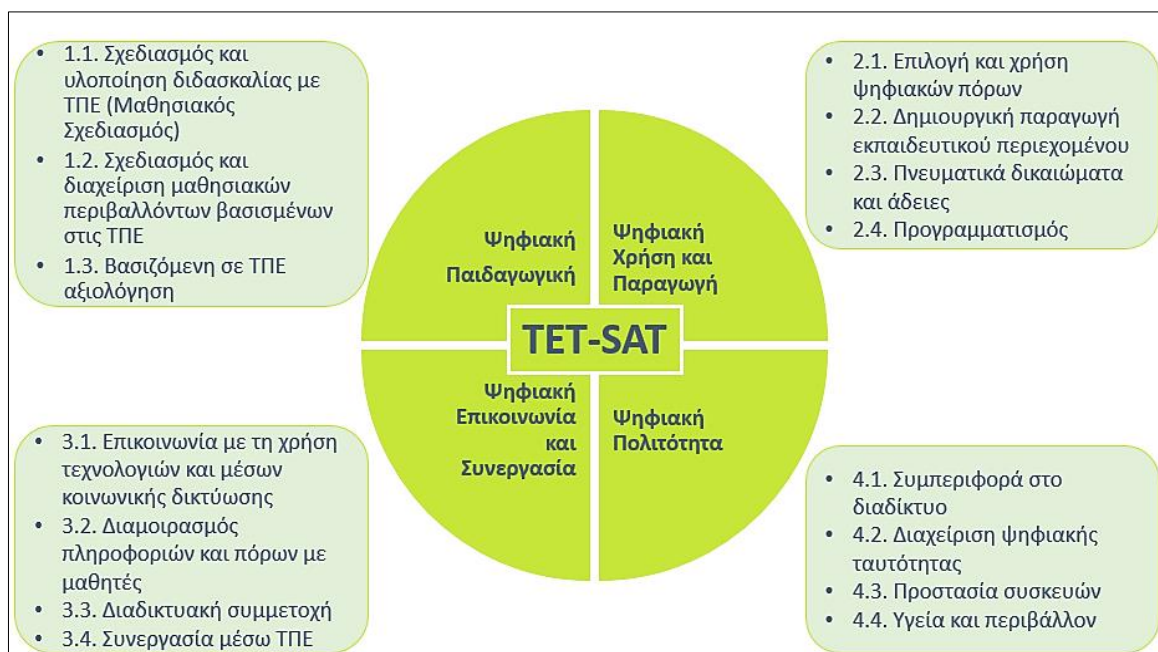 • 1.1. Σχεδιασμός και
υλοποίηση διδασκαλίας με
ΤΠΕ (Μαθησιακός
Σχεδιασμός)
• 1.2. Σχεδιασμός και
διαχείριση μαθησιακών
περιβαλλόντων βασισμένων
στις ΤΠΕ
• 1.3. Βασιζόμενη σε ΤΠΕ
αξιολόγηση
• 2.1. Επιλογή και χρήση
ψηφιακών πόρων
• 2.2. Δημιουργική παραγωγή
εκπαιδευτικού περιεχομένου
• 2.3. Πνευματικά δικαιώματα
και άδειες
• 2.4. Προγραμματισμός
Ψηφιακή
Παιδαγωγική
Ψηφιακή
Χρήση και
Παραγωγή
TET-SAT
Ψηφιακή
Επικοινωνία
και
Συνεργασία
Ψηφιακή
Πολιτότητα
• 3.1. Επικοινωνία με τη χρήση
τεχνολογιών και μέσων
κοινωνικής δικτύωσης
• 3.2. Διαμοιρασμός
πληροφοριών και πόρων με
μαθητές
• 3.3. Διαδικτυακή συμμετοχή
• 3.4. Συνεργασία μέσω ΤΠΕ
• 4.1. Συμπεριφορά στο
διαδίκτυο
• 4.2. Διαχείριση ψηφιακής
ταυτότητας
• 4.3. Προστασία συσκευών
• 4.4. Υγεία και περιβάλλον